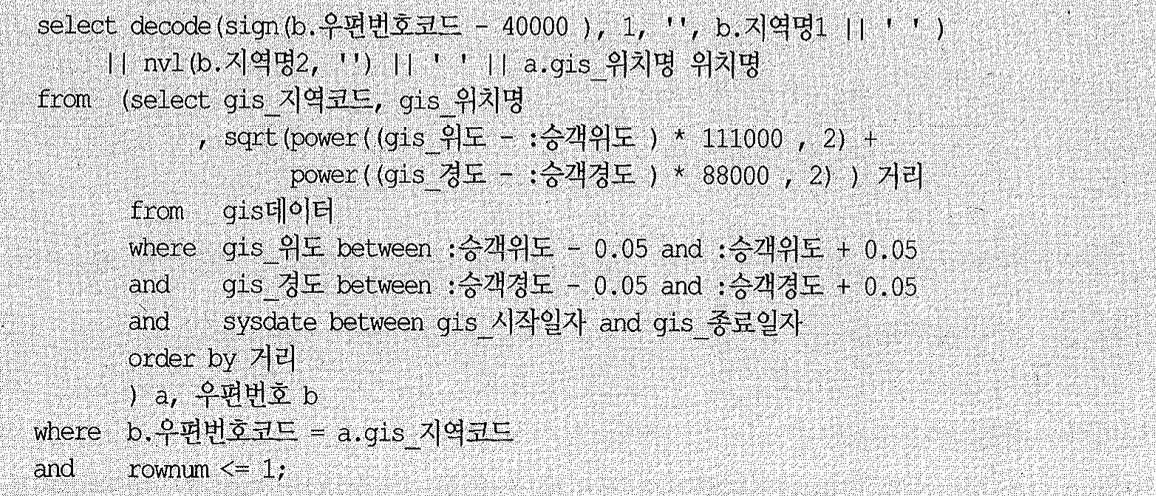 select decode(sign(b.우편번호코드 - 40000 ), 1, '', b.지역명1 || ' ' )
|| nvl(b.지역명2, '') || ' ' || a.gis_위치명 위치명
from (select gis_지역코드, gis_위치명
, sqrt(power((gis_위도 - :승객위도 ) * 111000 , 2) +
power((gis_경도 - :승객경도 ) * 88000 , 2) ) 거리
from gis데이터
where gis_위도 between :승객위도 - 0.05 and :승객위도 + 0.05
and gis_경도 between :승객경도 - 0.05 and :승객경도 + 0.05
and sysdate between gis_시작일자 and gis_종료일자
order by 거리
) a, 우편번호 b
where b.우편번호코드 = a.gis_지역코드
and rownum <= 1;